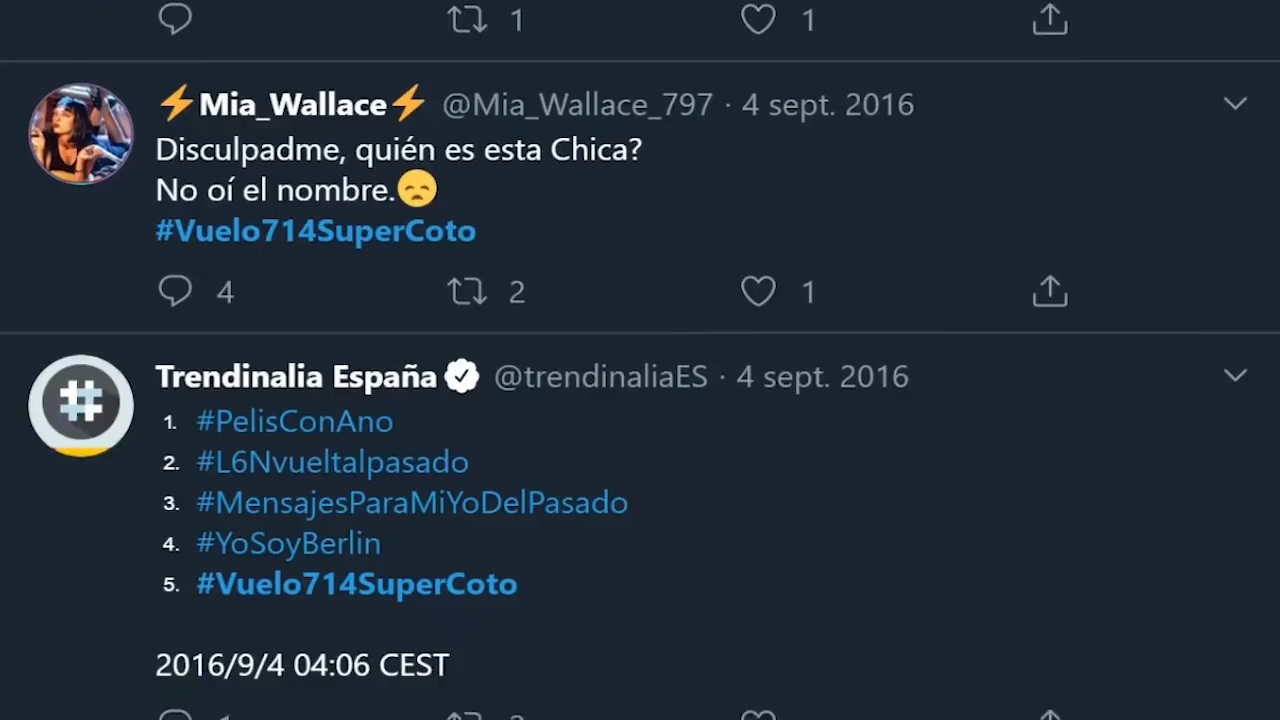 1 1
⚡Mia_Wallace⚡ @Mia_Wallace_797 · 4 sept. 2016
Disculpadme, quién es esta Chica?
No oí el nombre.😞
#Vuelo714SuperCoto
4 2 1
Trendinalia España @trendinaliaES · 4 sept. 2016
1. #PelisConAno
2. #L6Nvueltalpasado
3. #MensajesParaMiYoDelPasado
4. #YoSoyBerlin
5. #Vuelo714SuperCoto
2016/9/4 04:06 CEST